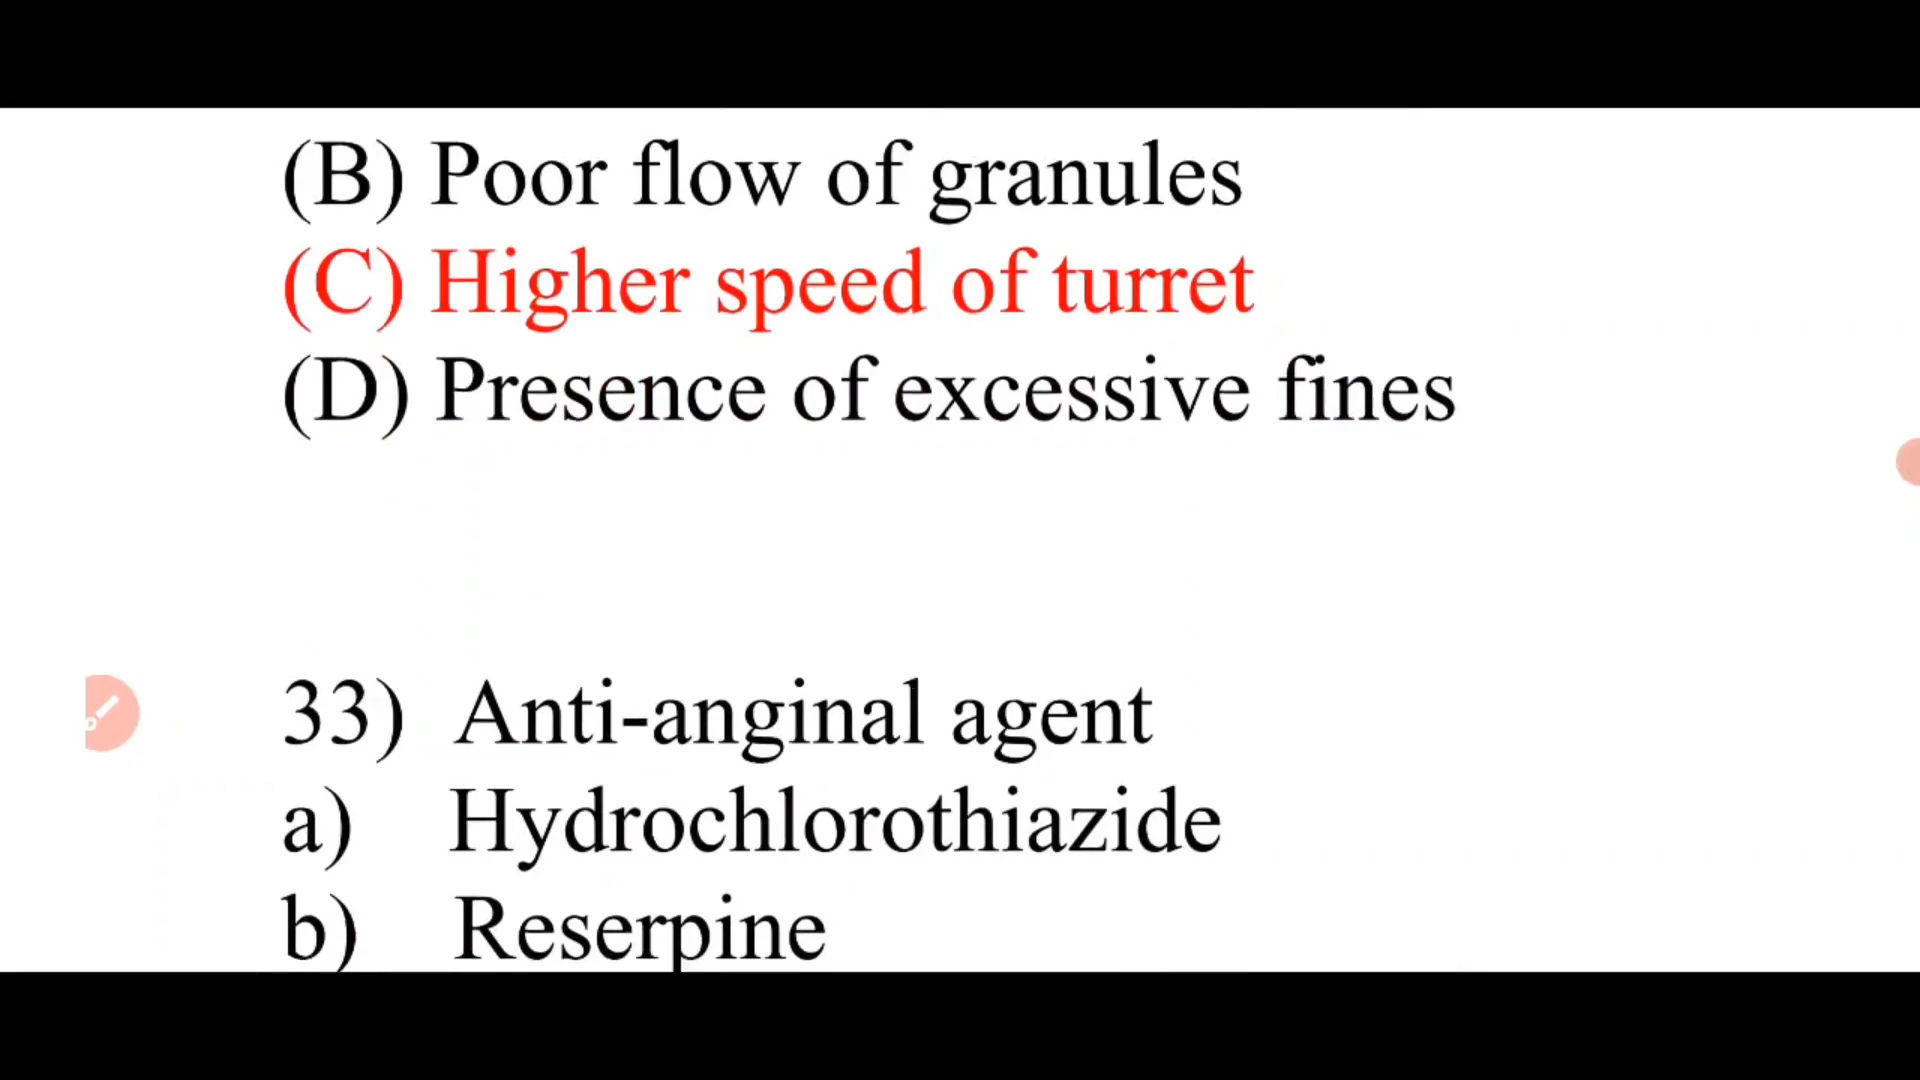 (B) Poor flow of granules
(C) Higher speed of turret
(D) Presence of excessive fines
33) Anti-anginal agent
a) Hydrochlorothiazide
b) Reserpine